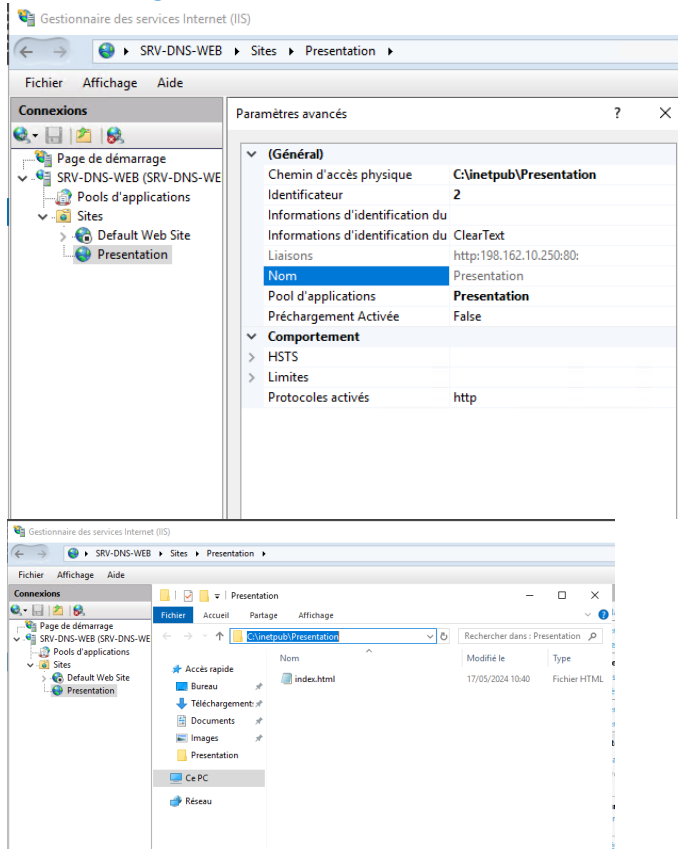 Gestionnaire des services Internet (IIS)
SRV-DNS-WEB Sites Presentation
Fichier Affichage Aide
Connexions
Page de démarrage
SRV-DNS-WEB (SRV-DNS-WE
Pools d'applications
Sites
Default Web Site
Presentation
Paramètres avancés ? ×
(Général)
Chemin d'accès physique C:\inetpub\Presentation
Identificateur 2
Informations d'identification du
Informations d'identification du ClearText
Liaisons http:198.162.10.250:80:
Nom Presentation
Pool d'applications Presentation
Préchargement Activée False
Comportement
HSTS
Limites
Protocoles activés http
Gestionnaire des services Internet (IIS)
SRV-DNS-WEB Sites Presentation
Fichier Affichage Aide
Connexions
Page de démarrage
SRV-DNS-WEB (SRV-DNS-WE
Pools d'applications
Sites
Default Web Site
Presentation
Presentation
Fichier Accueil Partage Affichage
C:\inetpub\Presentation Rechercher dans : Presentation
Nom Modifié le Type
Accès rapide
index.html 17/05/2024 10:40 Fichier HTML
Bureau
Téléchargements
Documents
Images
Presentation
Ce PC
Réseau